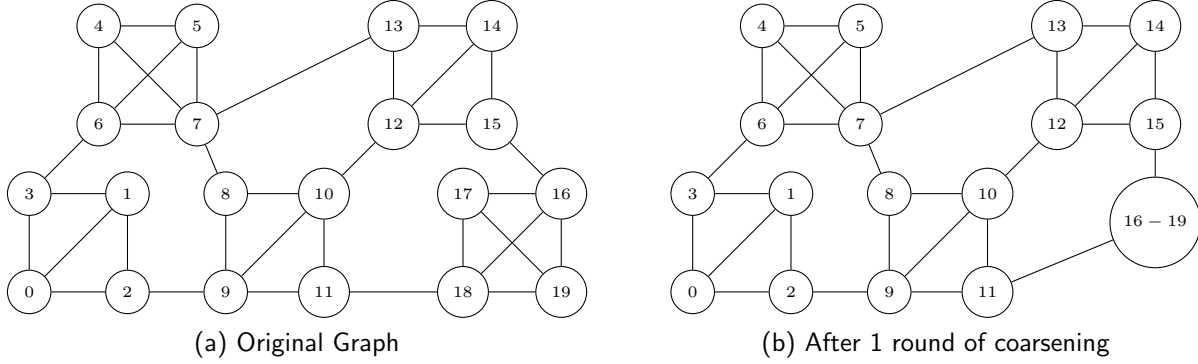 4 5 13 14 4 5 13 14
6 7 12 15 6 7 12 15
3 1 8 10 17 16 3 1 8 10 16 − 19
0 2 9 11 18 19 0 2 9 11
(a) Original Graph
(b) After 1 round of coarsening